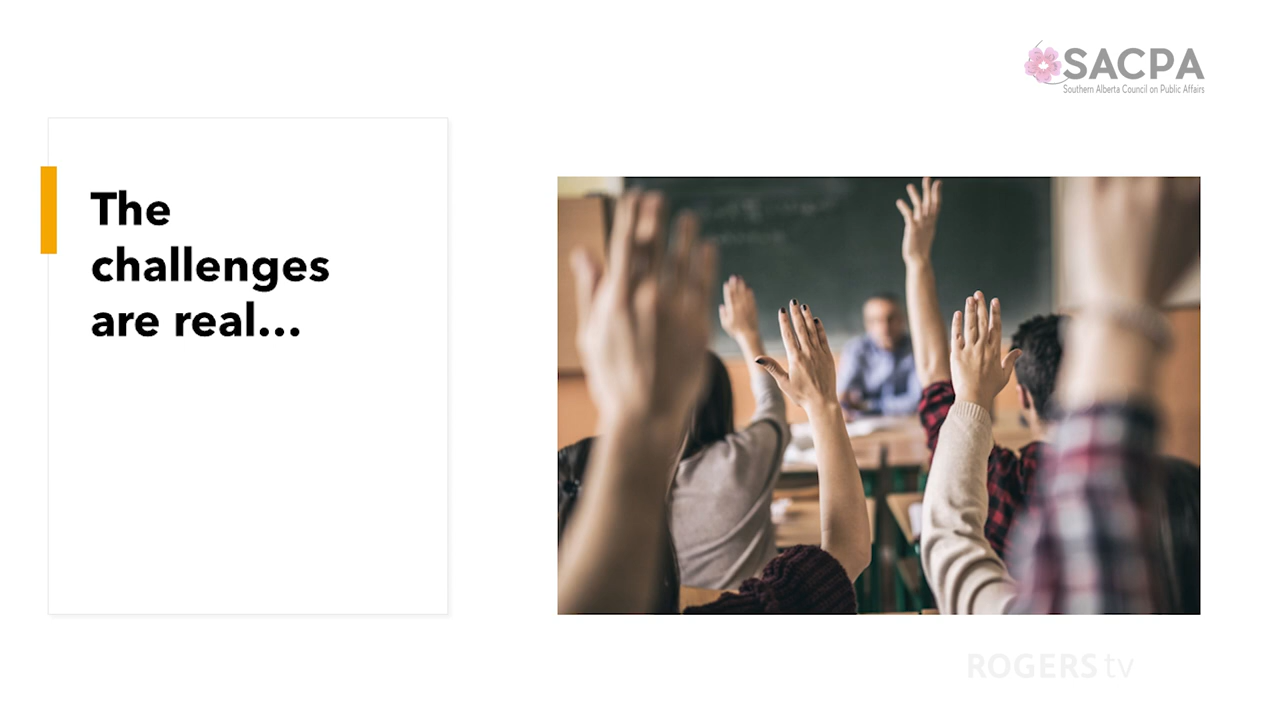 SACPA
Southern Alberta Council on Public Affairs
The
challenges
are real...
ROGERS tv